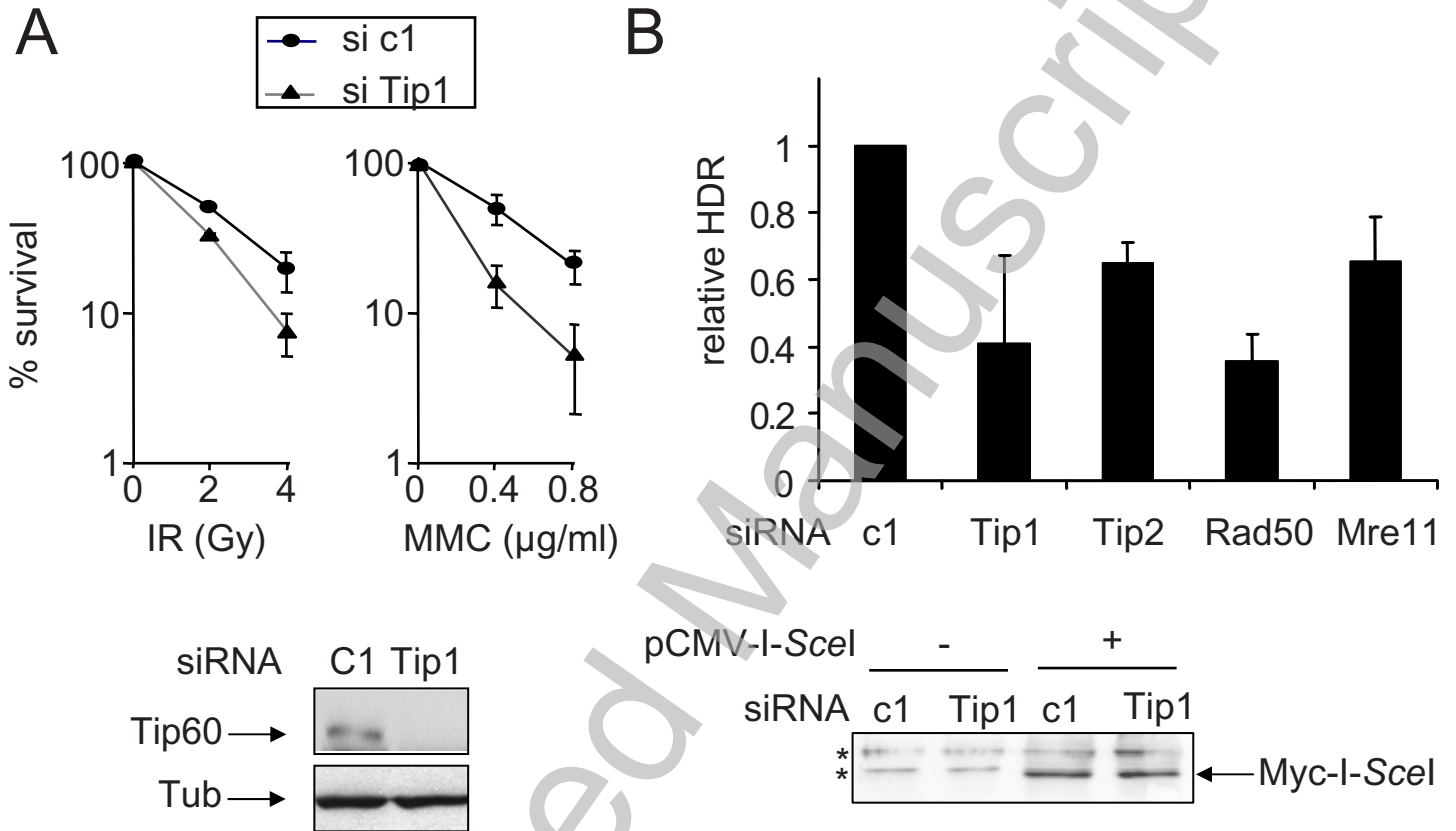 A
si c1
si Tip1
% survival
100
10
1
0
2
4
IR (Gy)
100
10
1
0
0.4
0.8
MMC (µg/ml)
siRNA
C1
Tip1
Tip60
Tub
B
relative HDR
1
0.8
0.6
0.4
0.2
0
siRNA
c1
Tip1
Tip2
Rad50
Mre11
pCMV-I-SceI
-
+
siRNA
c1
Tip1
c1
Tip1
*
*
Myc-I-SceI
ed Manuscrip